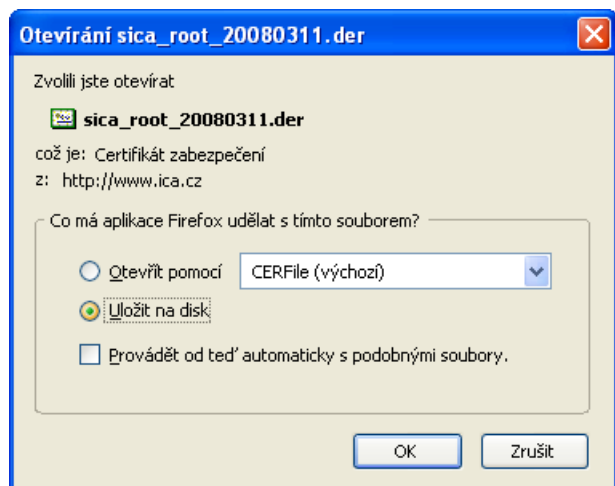 Otevírání sica_root_20080311.der
Zvolili jste otevírat
sica_root_20080311.der
což je: Certifikát zabezpečení
z: http://www.ica.cz
Co má aplikace Firefox udělat s tímto souborem?
Otevřít pomocí CERFile (výchozí)
Uložit na disk
Provádět od teď automaticky s podobnými soubory.
OK Zrušit